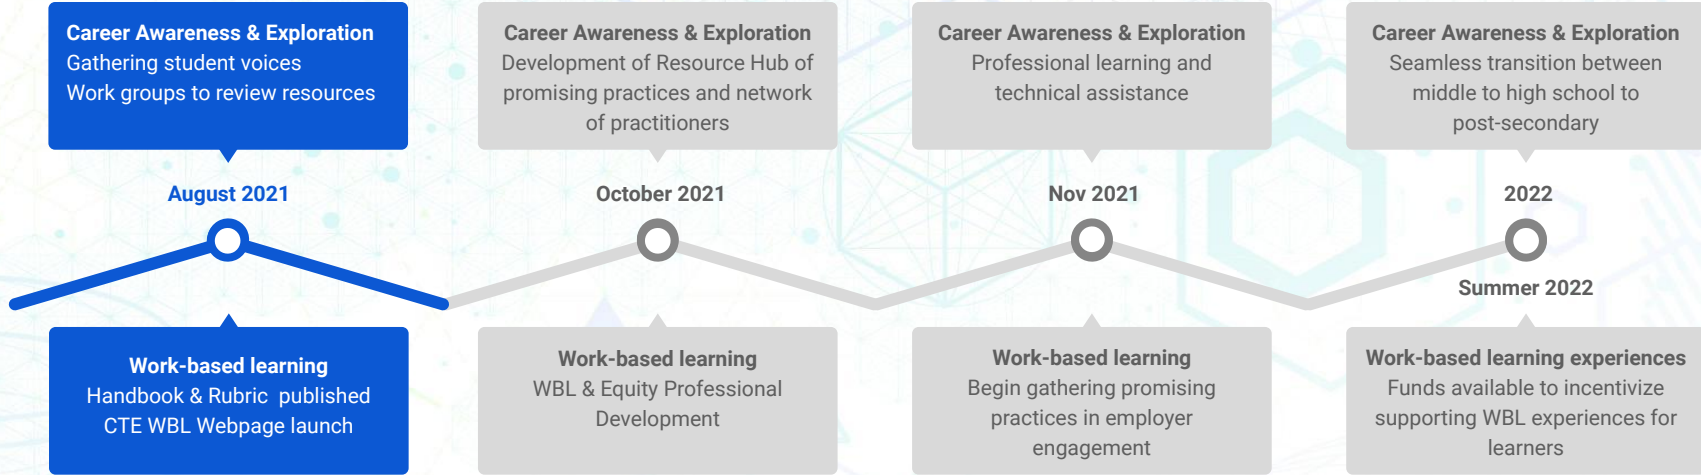 Career Awareness & Exploration
Gathering student voices
Work groups to review resources
Career Awareness & Exploration
Development of Resource Hub of
promising practices and network
of practitioners
Career Awareness & Exploration
Professional learning and
technical assistance
Career Awareness & Exploration
Seamless transition between
middle to high school to
post-secondary
August 2021
October 2021
Nov 2021
2022
Summer 2022
Work-based learning
Handbook & Rubric published
CTE WBL Webpage launch
Work-based learning
WBL & Equity Professional
Development
Work-based learning
Begin gathering promising
practices in employer
engagement
Work-based learning experiences
Funds available to incentivize
supporting WBL experiences for
learners